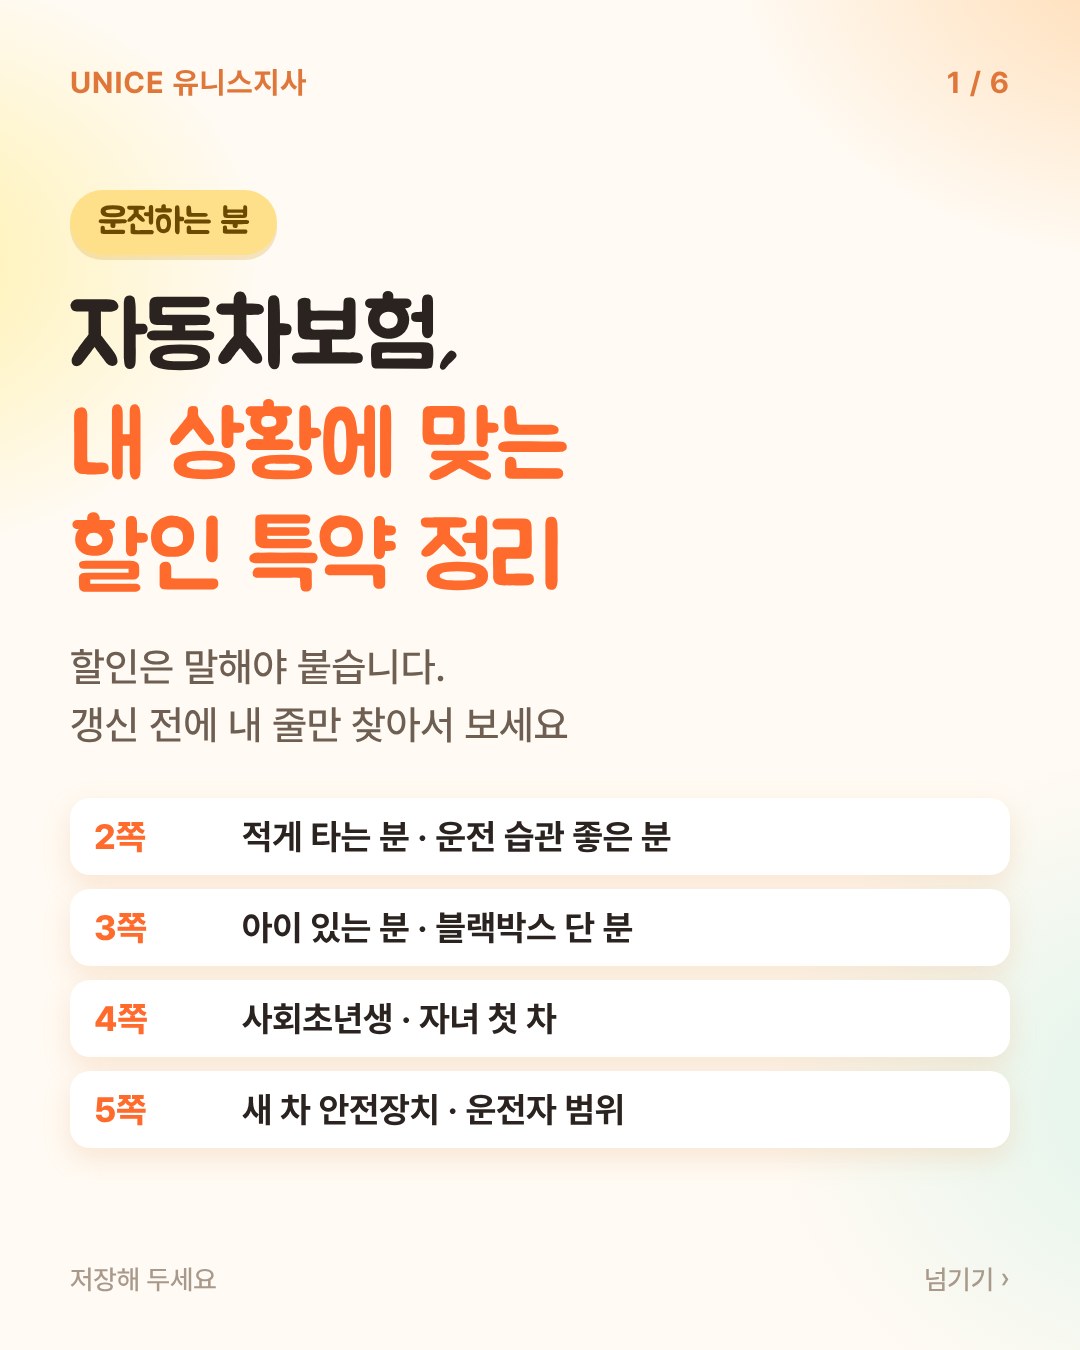 UNICE 유니스지사
1 / 6
운전하는 분
자동차보험,
내 상황에 맞는
할인 특약 정리
할인은 말해야 붙습니다.
갱신 전에 내 줄만 찾아서 보세요
2쪽 적게 타는 분 · 운전 습관 좋은 분
3쪽 아이 있는 분 · 블랙박스 단 분
4쪽 사회초년생 · 자녀 첫 차
5쪽 새 차 안전장치 · 운전자 범위
저장해 두세요
넘기기 ›